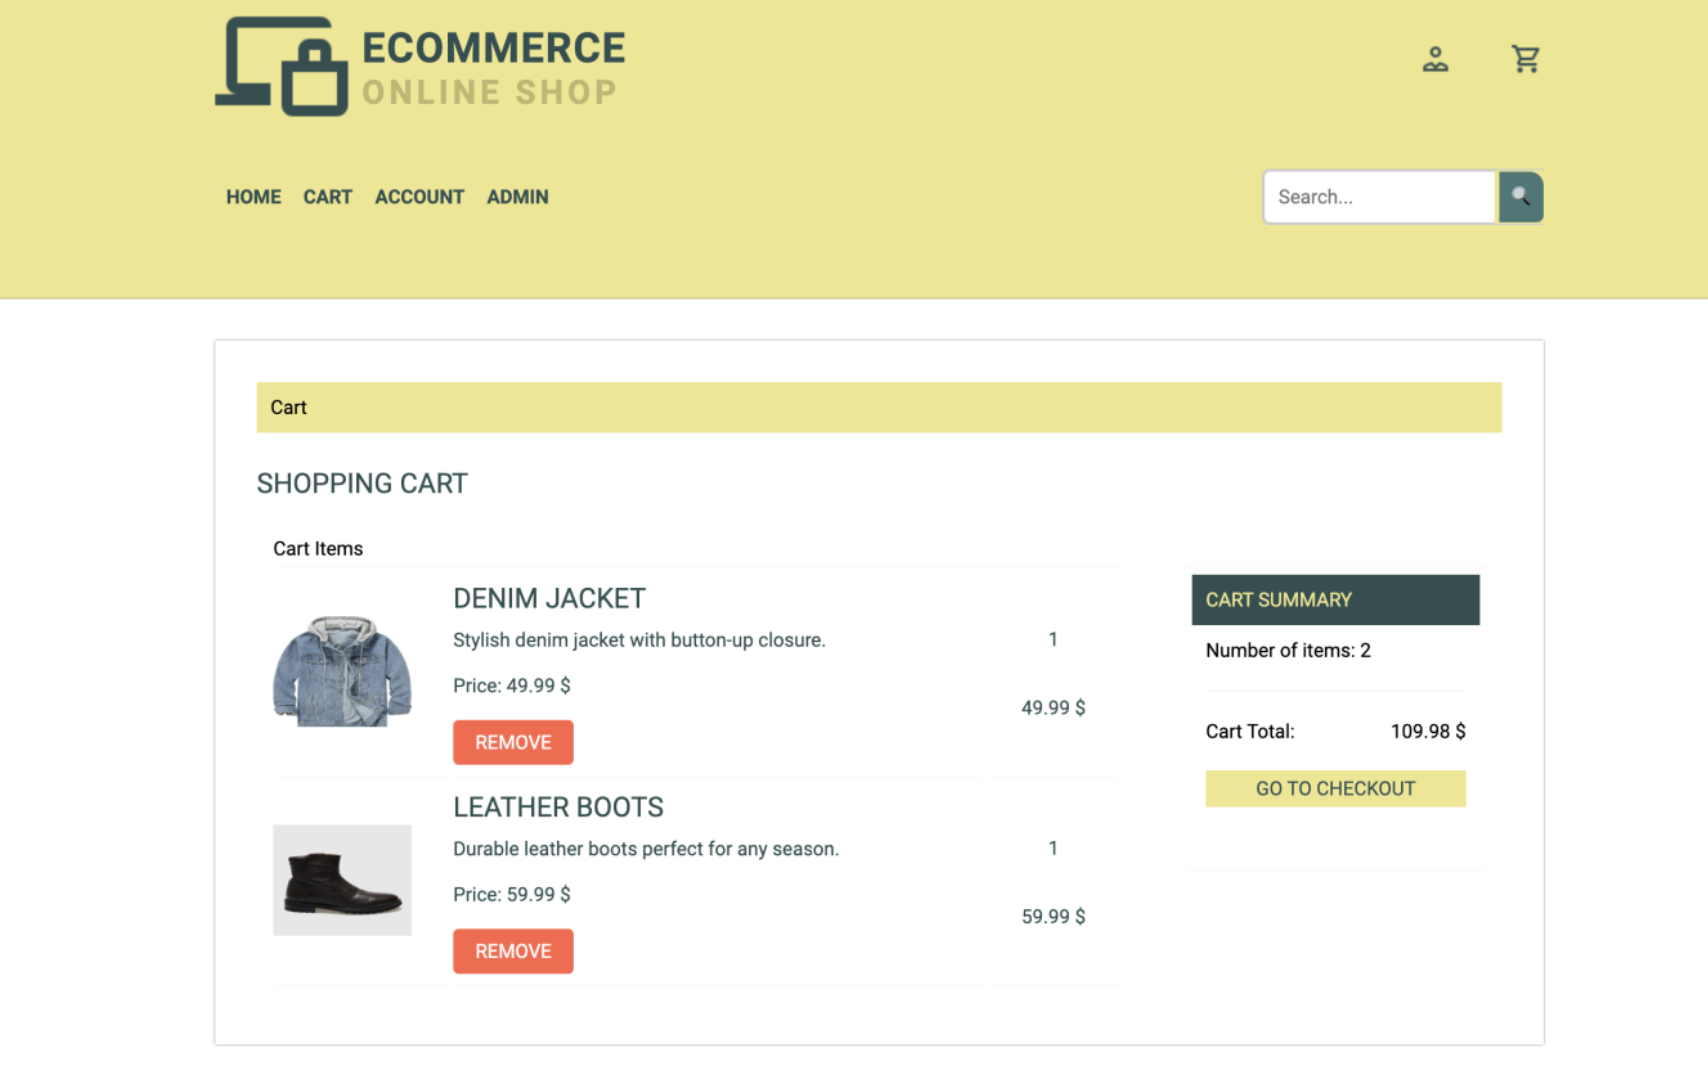 ECOMMERCE
ONLINE SHOP
HOME CART ACCOUNT ADMIN
Search...
Cart
SHOPPING CART
Cart Items
DENIM JACKET
Stylish denim jacket with button-up closure.
1
Price: 49.99 $
49.99 $
REMOVE
LEATHER BOOTS
Durable leather boots perfect for any season.
1
Price: 59.99 $
59.99 $
REMOVE
CART SUMMARY
Number of items: 2
Cart Total: 109.98 $
GO TO CHECKOUT